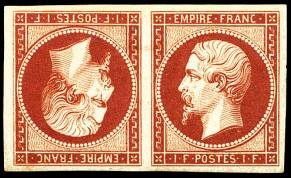 1 F · POSTES · 1 F ·
EMPIRE · FRANC ·
EMPIRE FRANC
· 1 F · POSTES · 1 F ·